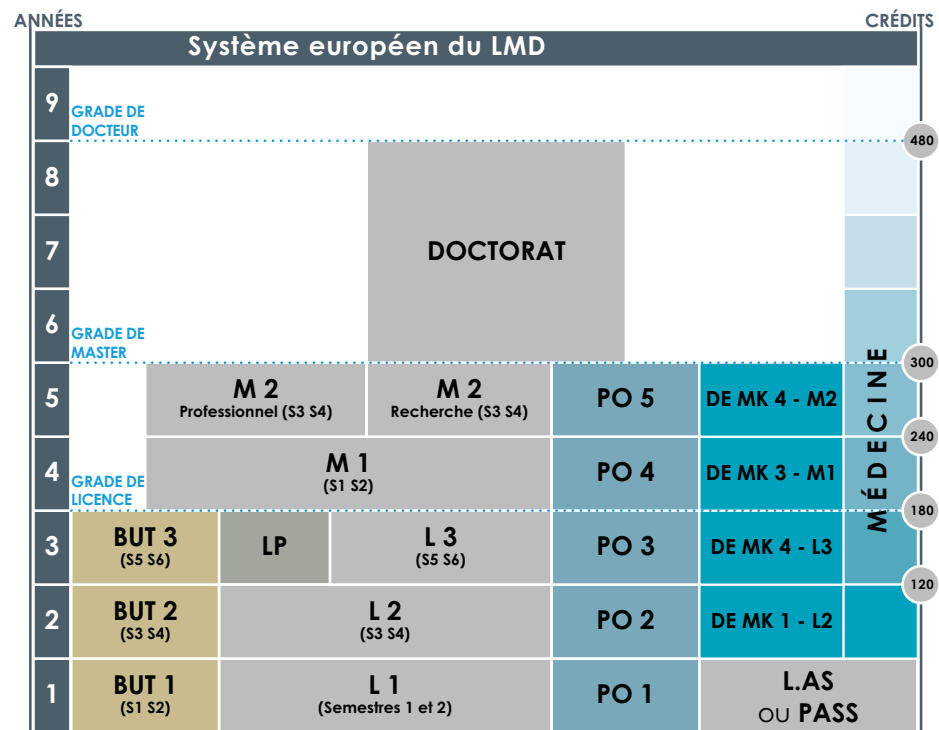 ANNÉES
CRÉDITS
Système européen du LMD
9
GRADE DE
DOCTEUR
480
8
7
DOCTORAT
6
GRADE DE
MASTER
300
5
M 2
Professionnel (S3 S4)
M 2
Recherche (S3 S4)
PO 5
DE MK 4 - M2
MÉDECINE
240
4
GRADE DE
LICENCE
M 1
(S1 S2)
PO 4
DE MK 3 - M1
180
3
BUT 3
(S5 S6)
LP
L 3
(S5 S6)
PO 3
DE MK 4 - L3
120
2
BUT 2
(S3 S4)
L 2
(S3 S4)
PO 2
DE MK 1 - L2
1
BUT 1
(S1 S2)
L 1
(Semestres 1 et 2)
PO 1
L.AS
OU PASS